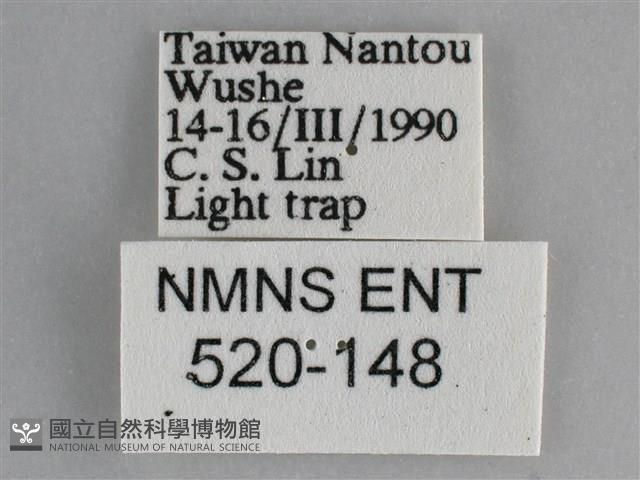 Taiwan Nantou
Wushe
14-16/III/1990
C. S. Lin
Light trap
NMNS ENT
520-148
國立自然科學博物館
NATIONAL MUSEUM OF NATURAL SCIENCE